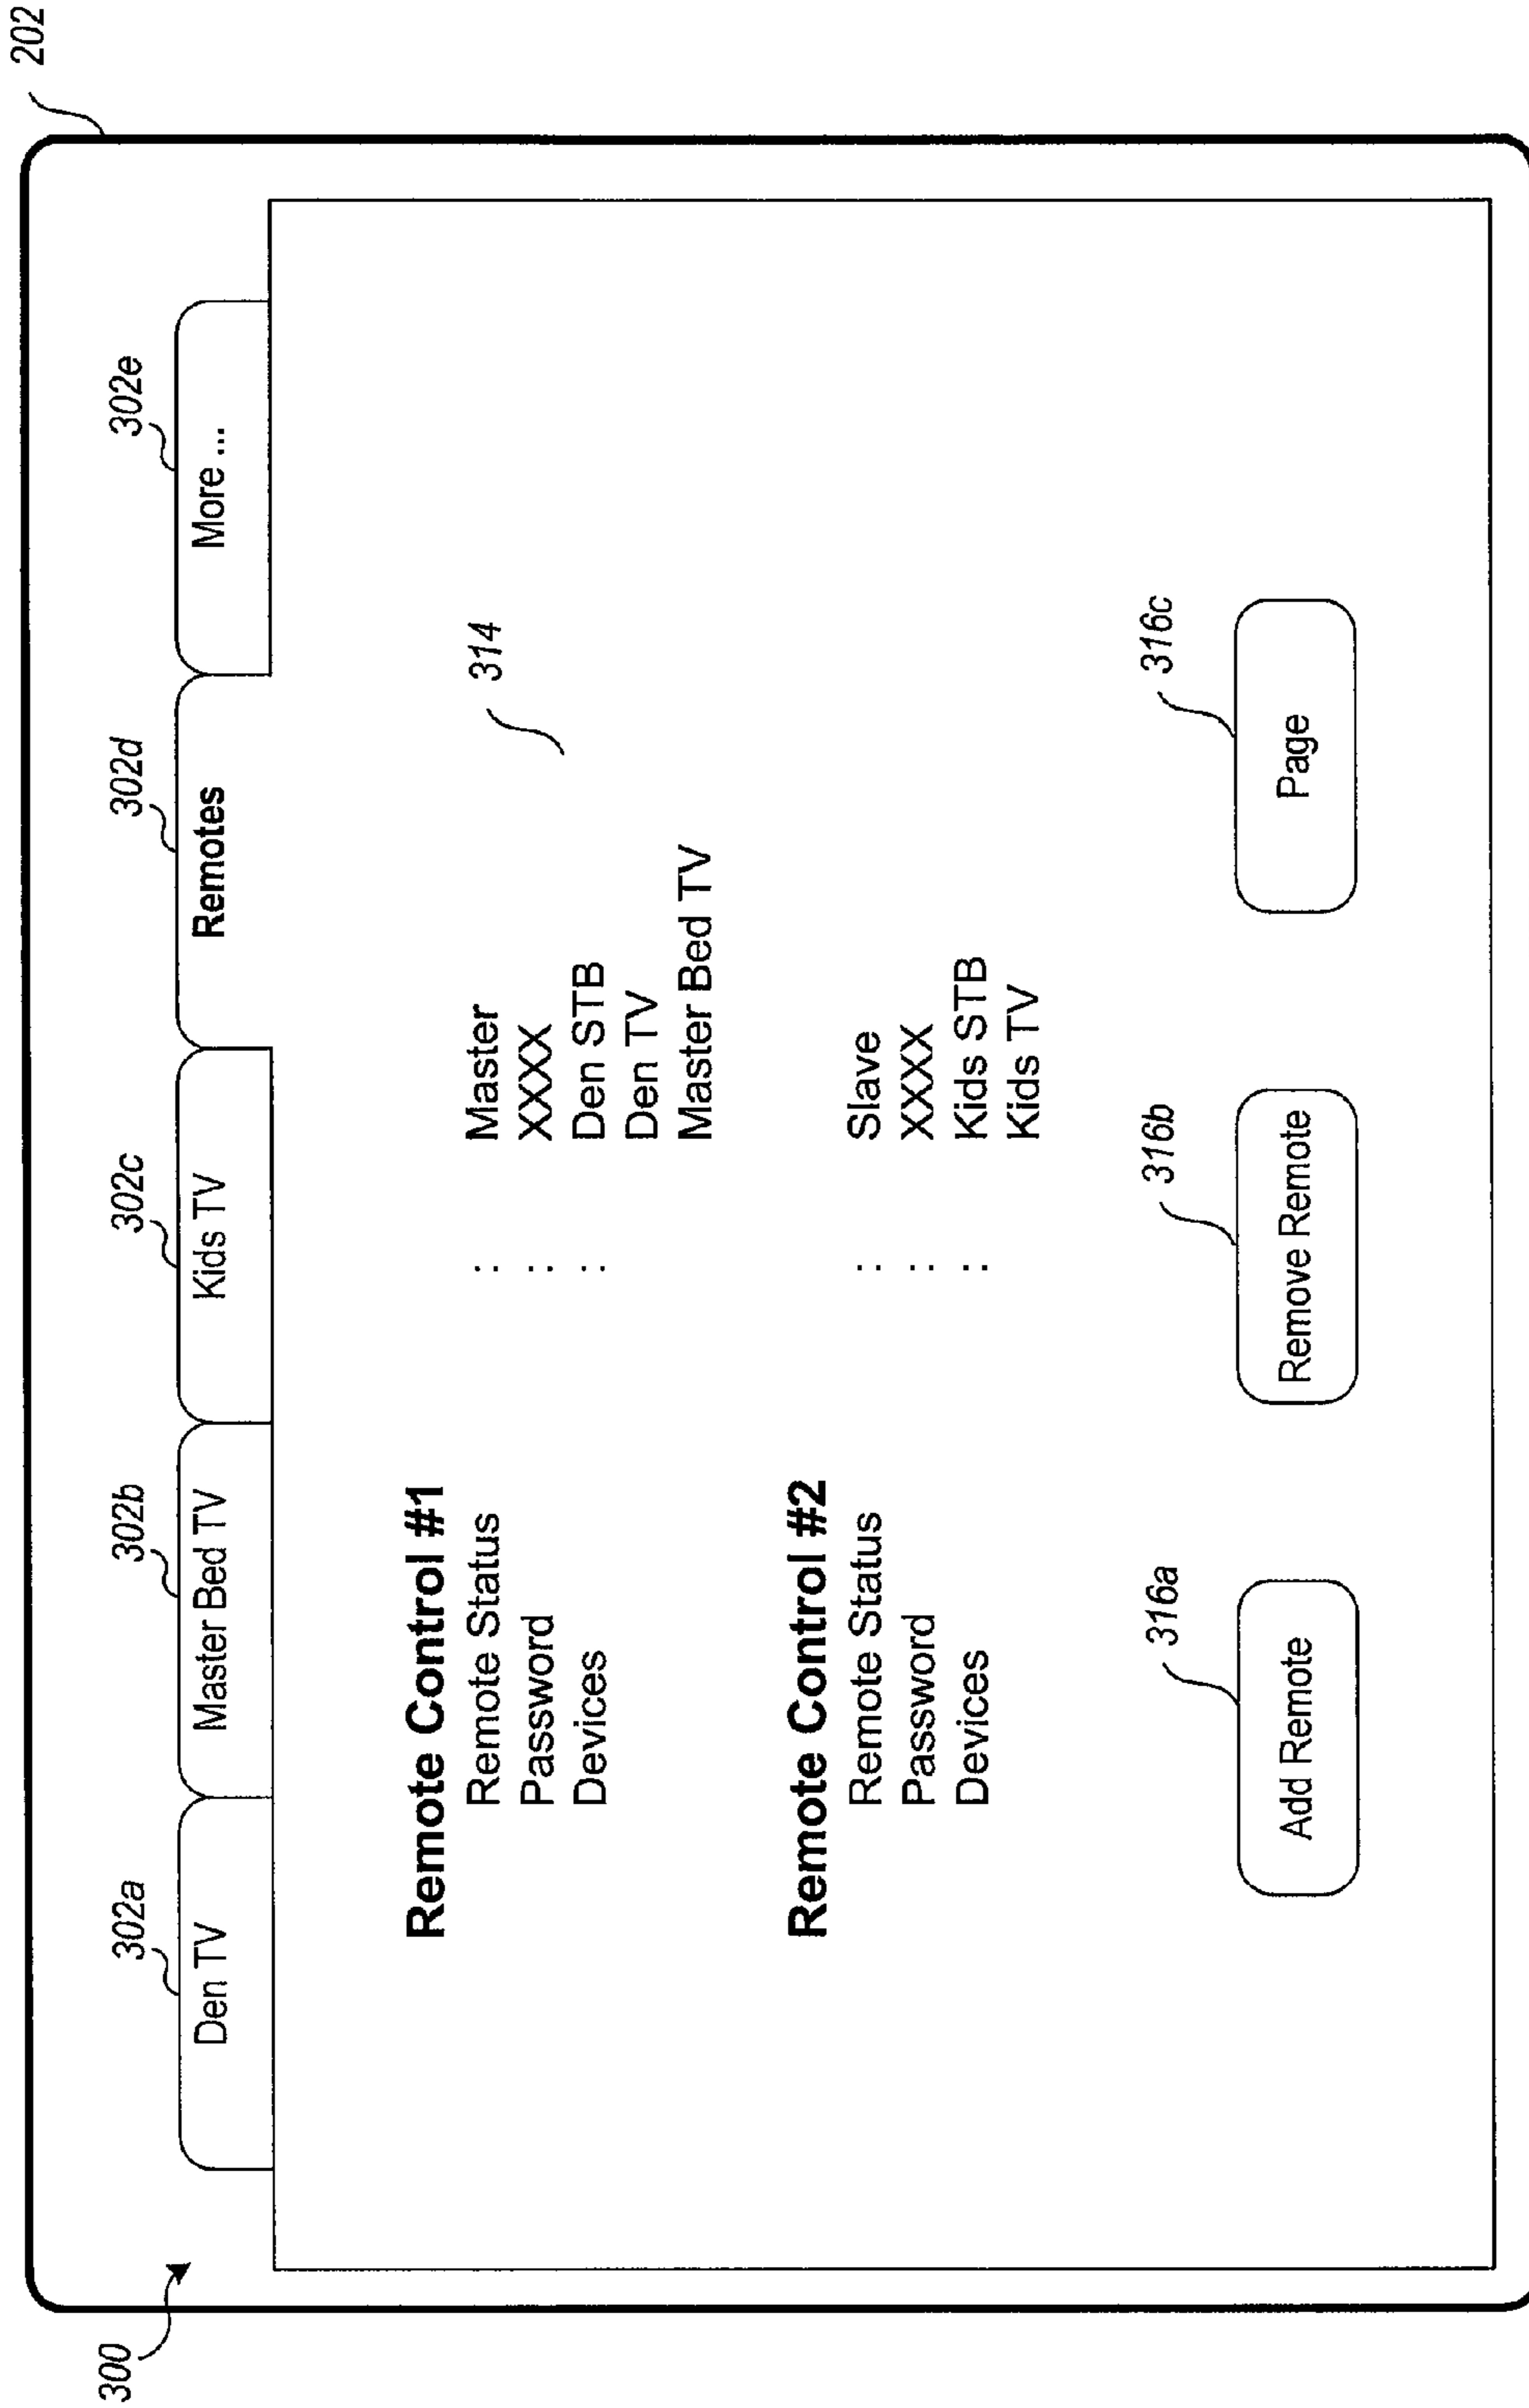 202
300
302a
302b
302c
302d
302e
Den TV
Master Bed TV
Kids TV
Remotes
More ...
314
Remote Control #1
Remote Status : Master
Password : XXXX
Devices : Den STB
Den TV
Master Bed TV
Remote Control #2
Remote Status : Slave
Password : XXXX
Devices : Kids STB
Kids TV
316a
316b
316c
Add Remote
Remove Remote
Page